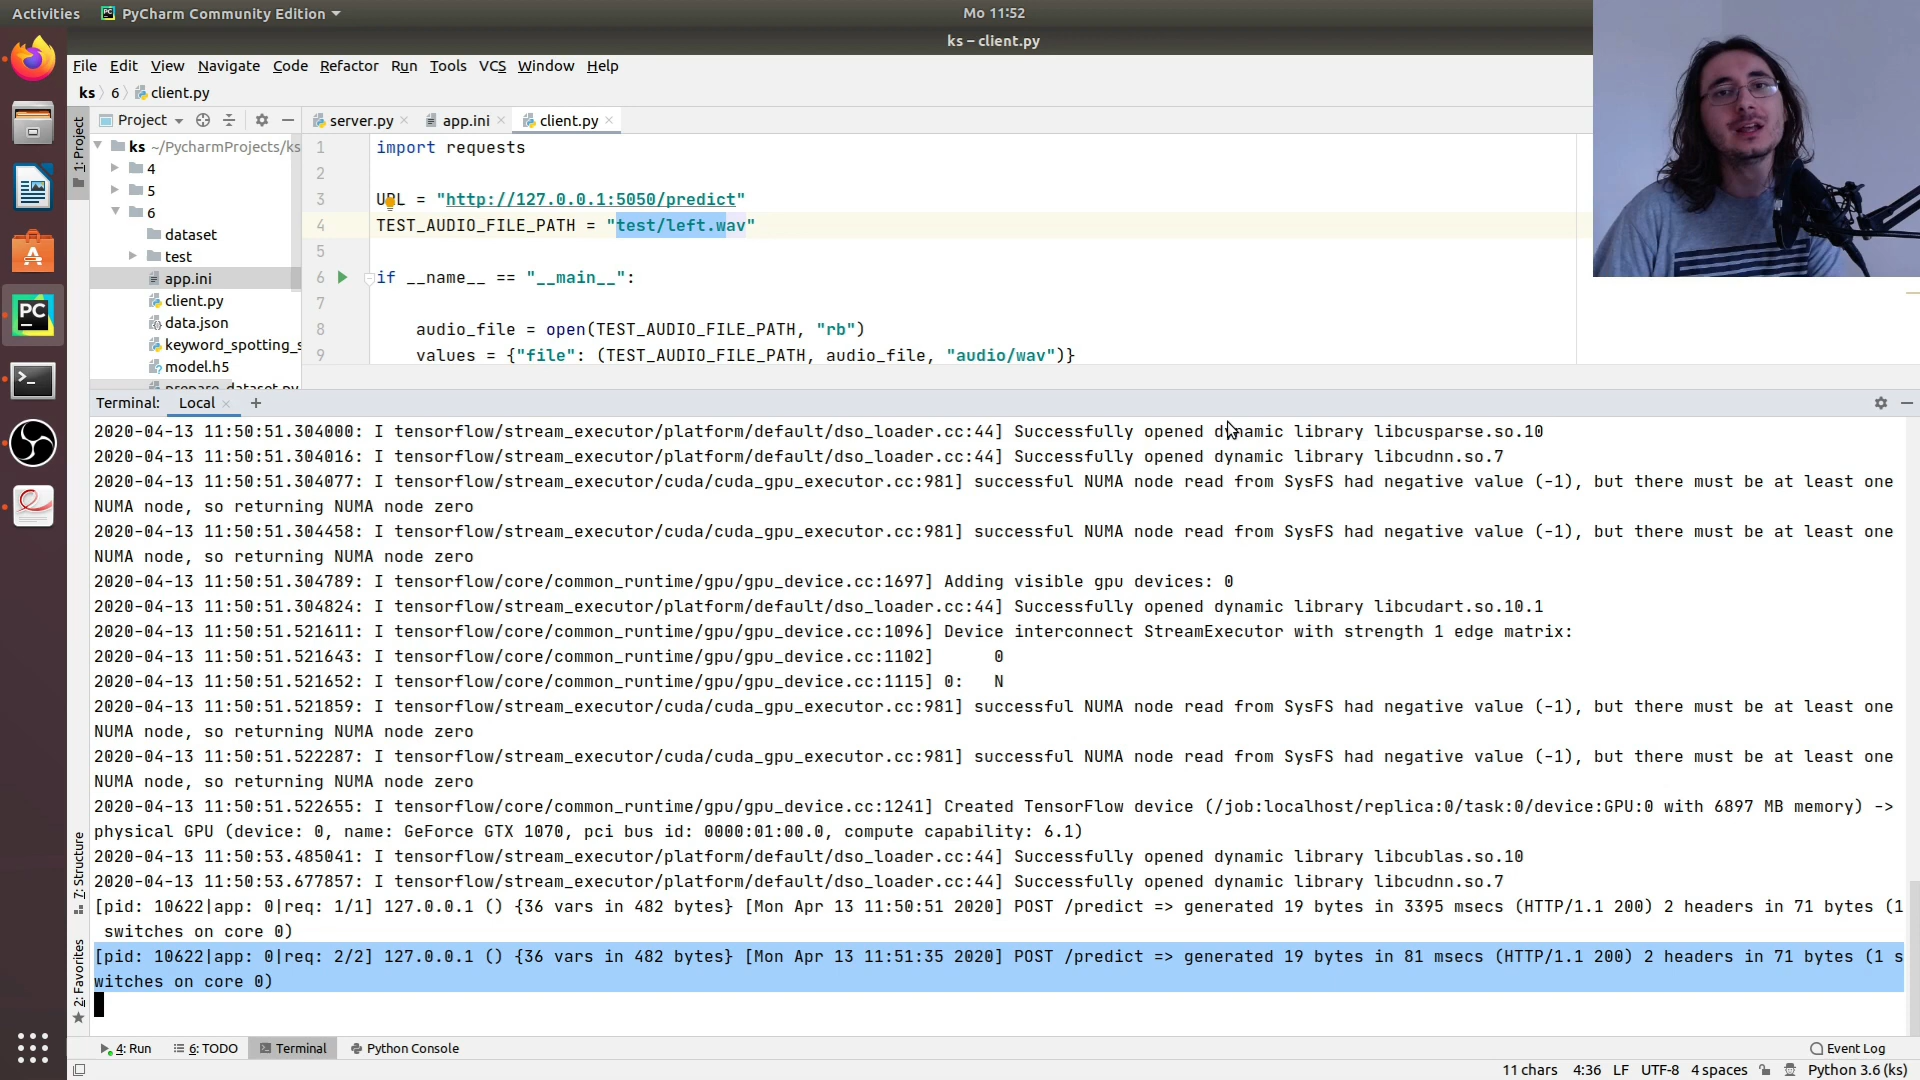 Activities PyCharm Community Edition Mo 11:52
ks – client.py
File Edit View Navigate Code Refactor Run Tools VCS Window Help
ks 6 client.py
1: Project
Project
server.py app.ini client.py
ks ~/PycharmProjects/ks
4
5
6
dataset
test
app.ini
client.py
data.json
keyword_spotting_s
model.h5
prepare_dataset.py
1 import requests
2
3 URL = "http://127.0.0.1:5050/predict"
4 TEST_AUDIO_FILE_PATH = "test/left.wav"
5
6 if __name__ == "__main__":
7
8 audio_file = open(TEST_AUDIO_FILE_PATH, "rb")
9 values = {"file": (TEST_AUDIO_FILE_PATH, audio_file, "audio/wav")}
Terminal: Local +
2020-04-13 11:50:51.304000: I tensorflow/stream_executor/platform/default/dso_loader.cc:44] Successfully opened dynamic library libcusparse.so.10
2020-04-13 11:50:51.304016: I tensorflow/stream_executor/platform/default/dso_loader.cc:44] Successfully opened dynamic library libcudnn.so.7
2020-04-13 11:50:51.304077: I tensorflow/stream_executor/cuda/cuda_gpu_executor.cc:981] successful NUMA node read from SysFS had negative value (-1), but there must be at least one
NUMA node, so returning NUMA node zero
2020-04-13 11:50:51.304458: I tensorflow/stream_executor/cuda/cuda_gpu_executor.cc:981] successful NUMA node read from SysFS had negative value (-1), but there must be at least one
NUMA node, so returning NUMA node zero
2020-04-13 11:50:51.304789: I tensorflow/core/common_runtime/gpu/gpu_device.cc:1697] Adding visible gpu devices: 0
2020-04-13 11:50:51.304824: I tensorflow/stream_executor/platform/default/dso_loader.cc:44] Successfully opened dynamic library libcudart.so.10.1
2020-04-13 11:50:51.521611: I tensorflow/core/common_runtime/gpu/gpu_device.cc:1096] Device interconnect StreamExecutor with strength 1 edge matrix:
2020-04-13 11:50:51.521643: I tensorflow/core/common_runtime/gpu/gpu_device.cc:1102] 0
2020-04-13 11:50:51.521652: I tensorflow/core/common_runtime/gpu/gpu_device.cc:1115] 0: N
2020-04-13 11:50:51.521859: I tensorflow/stream_executor/cuda/cuda_gpu_executor.cc:981] successful NUMA node read from SysFS had negative value (-1), but there must be at least one
NUMA node, so returning NUMA node zero
2020-04-13 11:50:51.522287: I tensorflow/stream_executor/cuda/cuda_gpu_executor.cc:981] successful NUMA node read from SysFS had negative value (-1), but there must be at least one
NUMA node, so returning NUMA node zero
2020-04-13 11:50:51.522655: I tensorflow/core/common_runtime/gpu/gpu_device.cc:1241] Created TensorFlow device (/job:localhost/replica:0/task:0/device:GPU:0 with 6897 MB memory) ->
physical GPU (device: 0, name: GeForce GTX 1070, pci bus id: 0000:01:00.0, compute capability: 6.1)
2020-04-13 11:50:53.485041: I tensorflow/stream_executor/platform/default/dso_loader.cc:44] Successfully opened dynamic library libcublas.so.10
2020-04-13 11:50:53.677857: I tensorflow/stream_executor/platform/default/dso_loader.cc:44] Successfully opened dynamic library libcudnn.so.7
[pid: 10622|app: 0|req: 1/1] 127.0.0.1 () {36 vars in 482 bytes} [Mon Apr 13 11:50:51 2020] POST /predict => generated 19 bytes in 3395 msecs (HTTP/1.1 200) 2 headers in 71 bytes (1
switches on core 0)
[pid: 10622|app: 0|req: 2/2] 127.0.0.1 () {36 vars in 482 bytes} [Mon Apr 13 11:51:35 2020] POST /predict => generated 19 bytes in 81 msecs (HTTP/1.1 200) 2 headers in 71 bytes (1 s
witches on core 0)
7: Structure
2: Favorites
4: Run 6: TODO Terminal Python Console Event Log
11 chars 4:36 LF UTF-8 4 spaces Python 3.6 (ks)